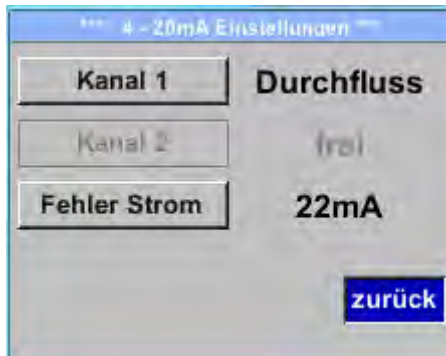 *** 4 - 20mA Einstellungen ***
Kanal 1 Durchfluss
Kanal 2 frei
Fehler Strom 22mA
zurück